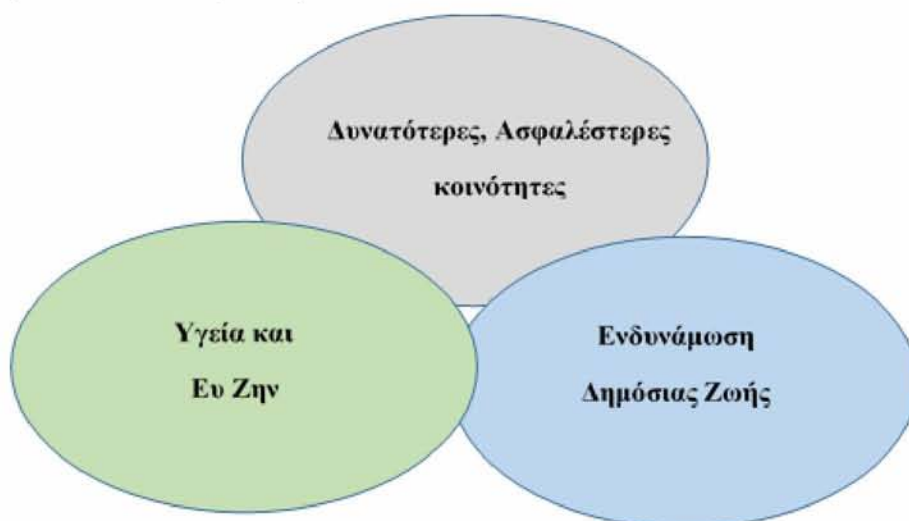 Δυνατότερες, Ασφαλέστερες
κοινότητες
Υγεία και
Ευ Ζην
Ενδυνάμωση
Δημόσιας Ζωής